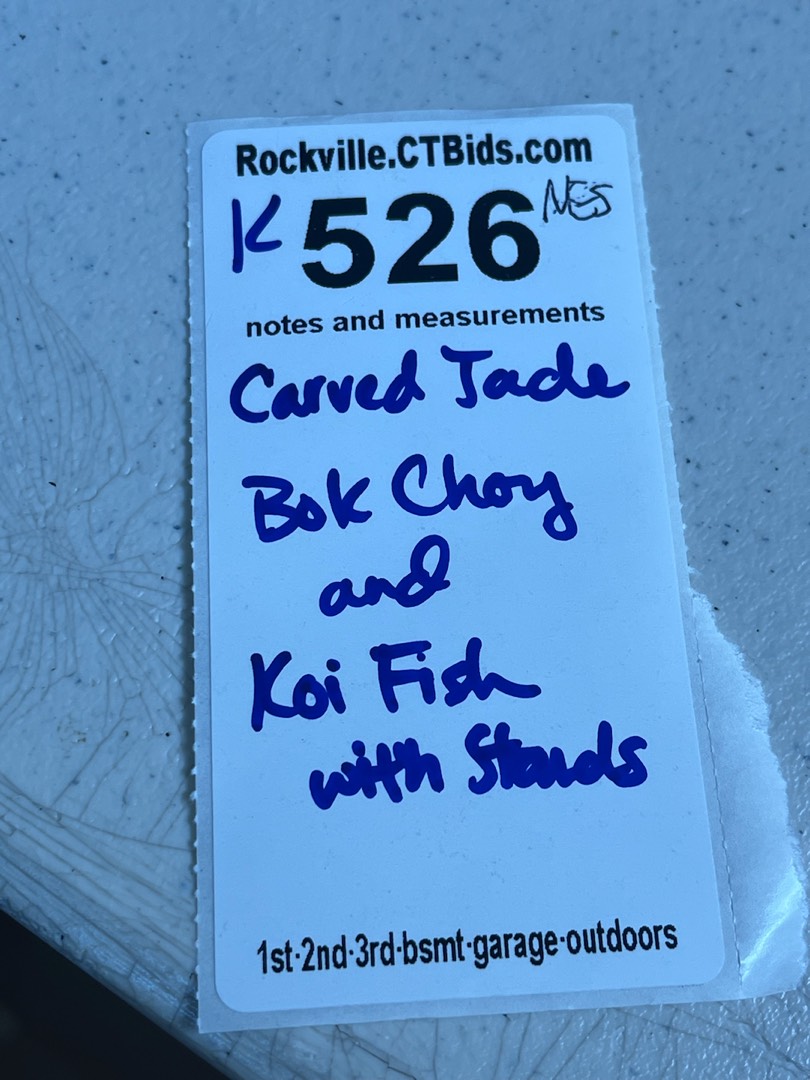 Rockville.CTBids.com
K 526 NGS
notes and measurements
Carved Jade
Bok Choy
and
Koi Fish
with Stands
1st·2nd·3rd·bsmt·garage·outdoors